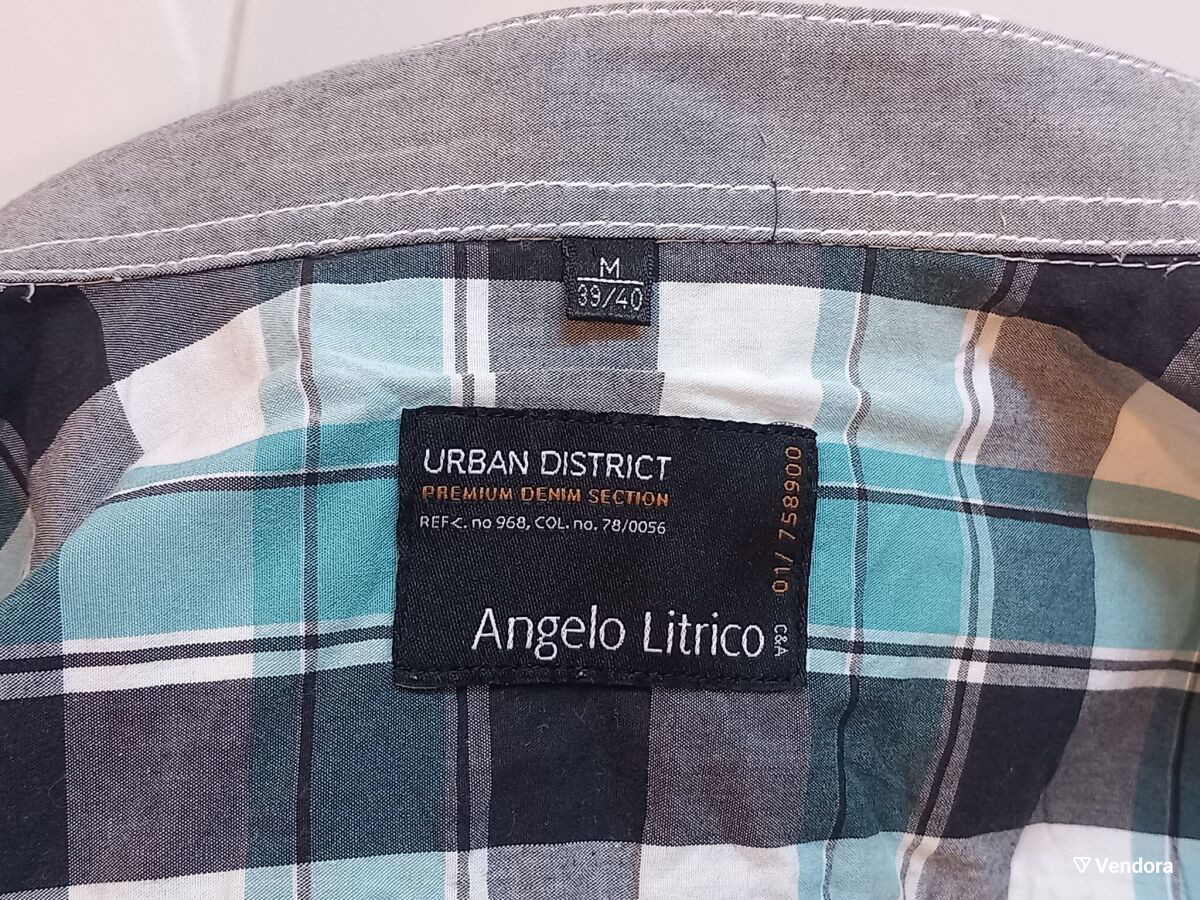 M
39/40
URBAN DISTRICT
PREMIUM DENIM SECTION
REF<. no 968, COL. no. 78/0056
01/ 758900
Angelo Litrico
C&A
Vendora